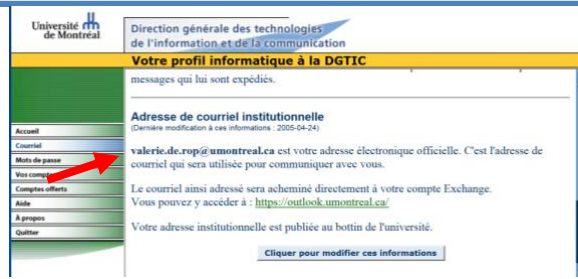 Université
de Montréal
Direction générale des technologies
de l'information et de la communication
Votre profil informatique à la DGTIC
messages qui lui sont expédiés.
Adresse de courriel institutionnelle
(Dernière modification à ces informations : 2005-04-24)
valerie.de.rop@umontreal.ca est votre adresse électronique officielle. C'est l'adresse de
courriel qui sera utilisée pour communiquer avec vous.
Le courriel ainsi adressé sera acheminé directement à votre compte Exchange.
Vous pouvez y accéder à : https://outlook.umontreal.ca/
Votre adresse institutionnelle est publiée au bottin de l'université.
Cliquer pour modifier ces informations
Accueil
Courriel
Mots de passe
Vos
Comptes offerts
Aide
À propos
Quitter